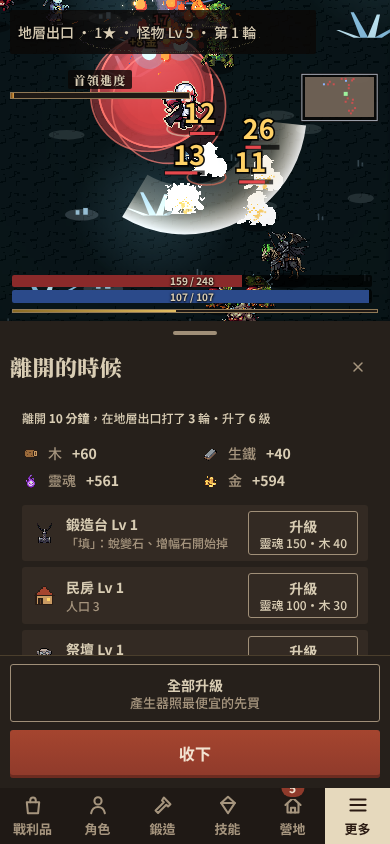 地層出口 • 1★ • 怪物 Lv 5 • 第 1 輪
首領進度
12
26
13
11
159 / 248
107 / 107
離開的時候
×
離開 10 分鐘，在地層出口打了 3 輪・升了 6 級
木 +60
生鐵 +40
靈魂 +561
金 +594
鍛造台 Lv 1
「填」：蛻變石、增幅石開始掉
升級
靈魂 150・木 40
民房 Lv 1
人口 3
升級
靈魂 100・木 30
祭壇 Lv 1
升級
全部升級
產生器照最便宜的先買
收下
5
戰利品
角色
鍛造
技能
營地
更多